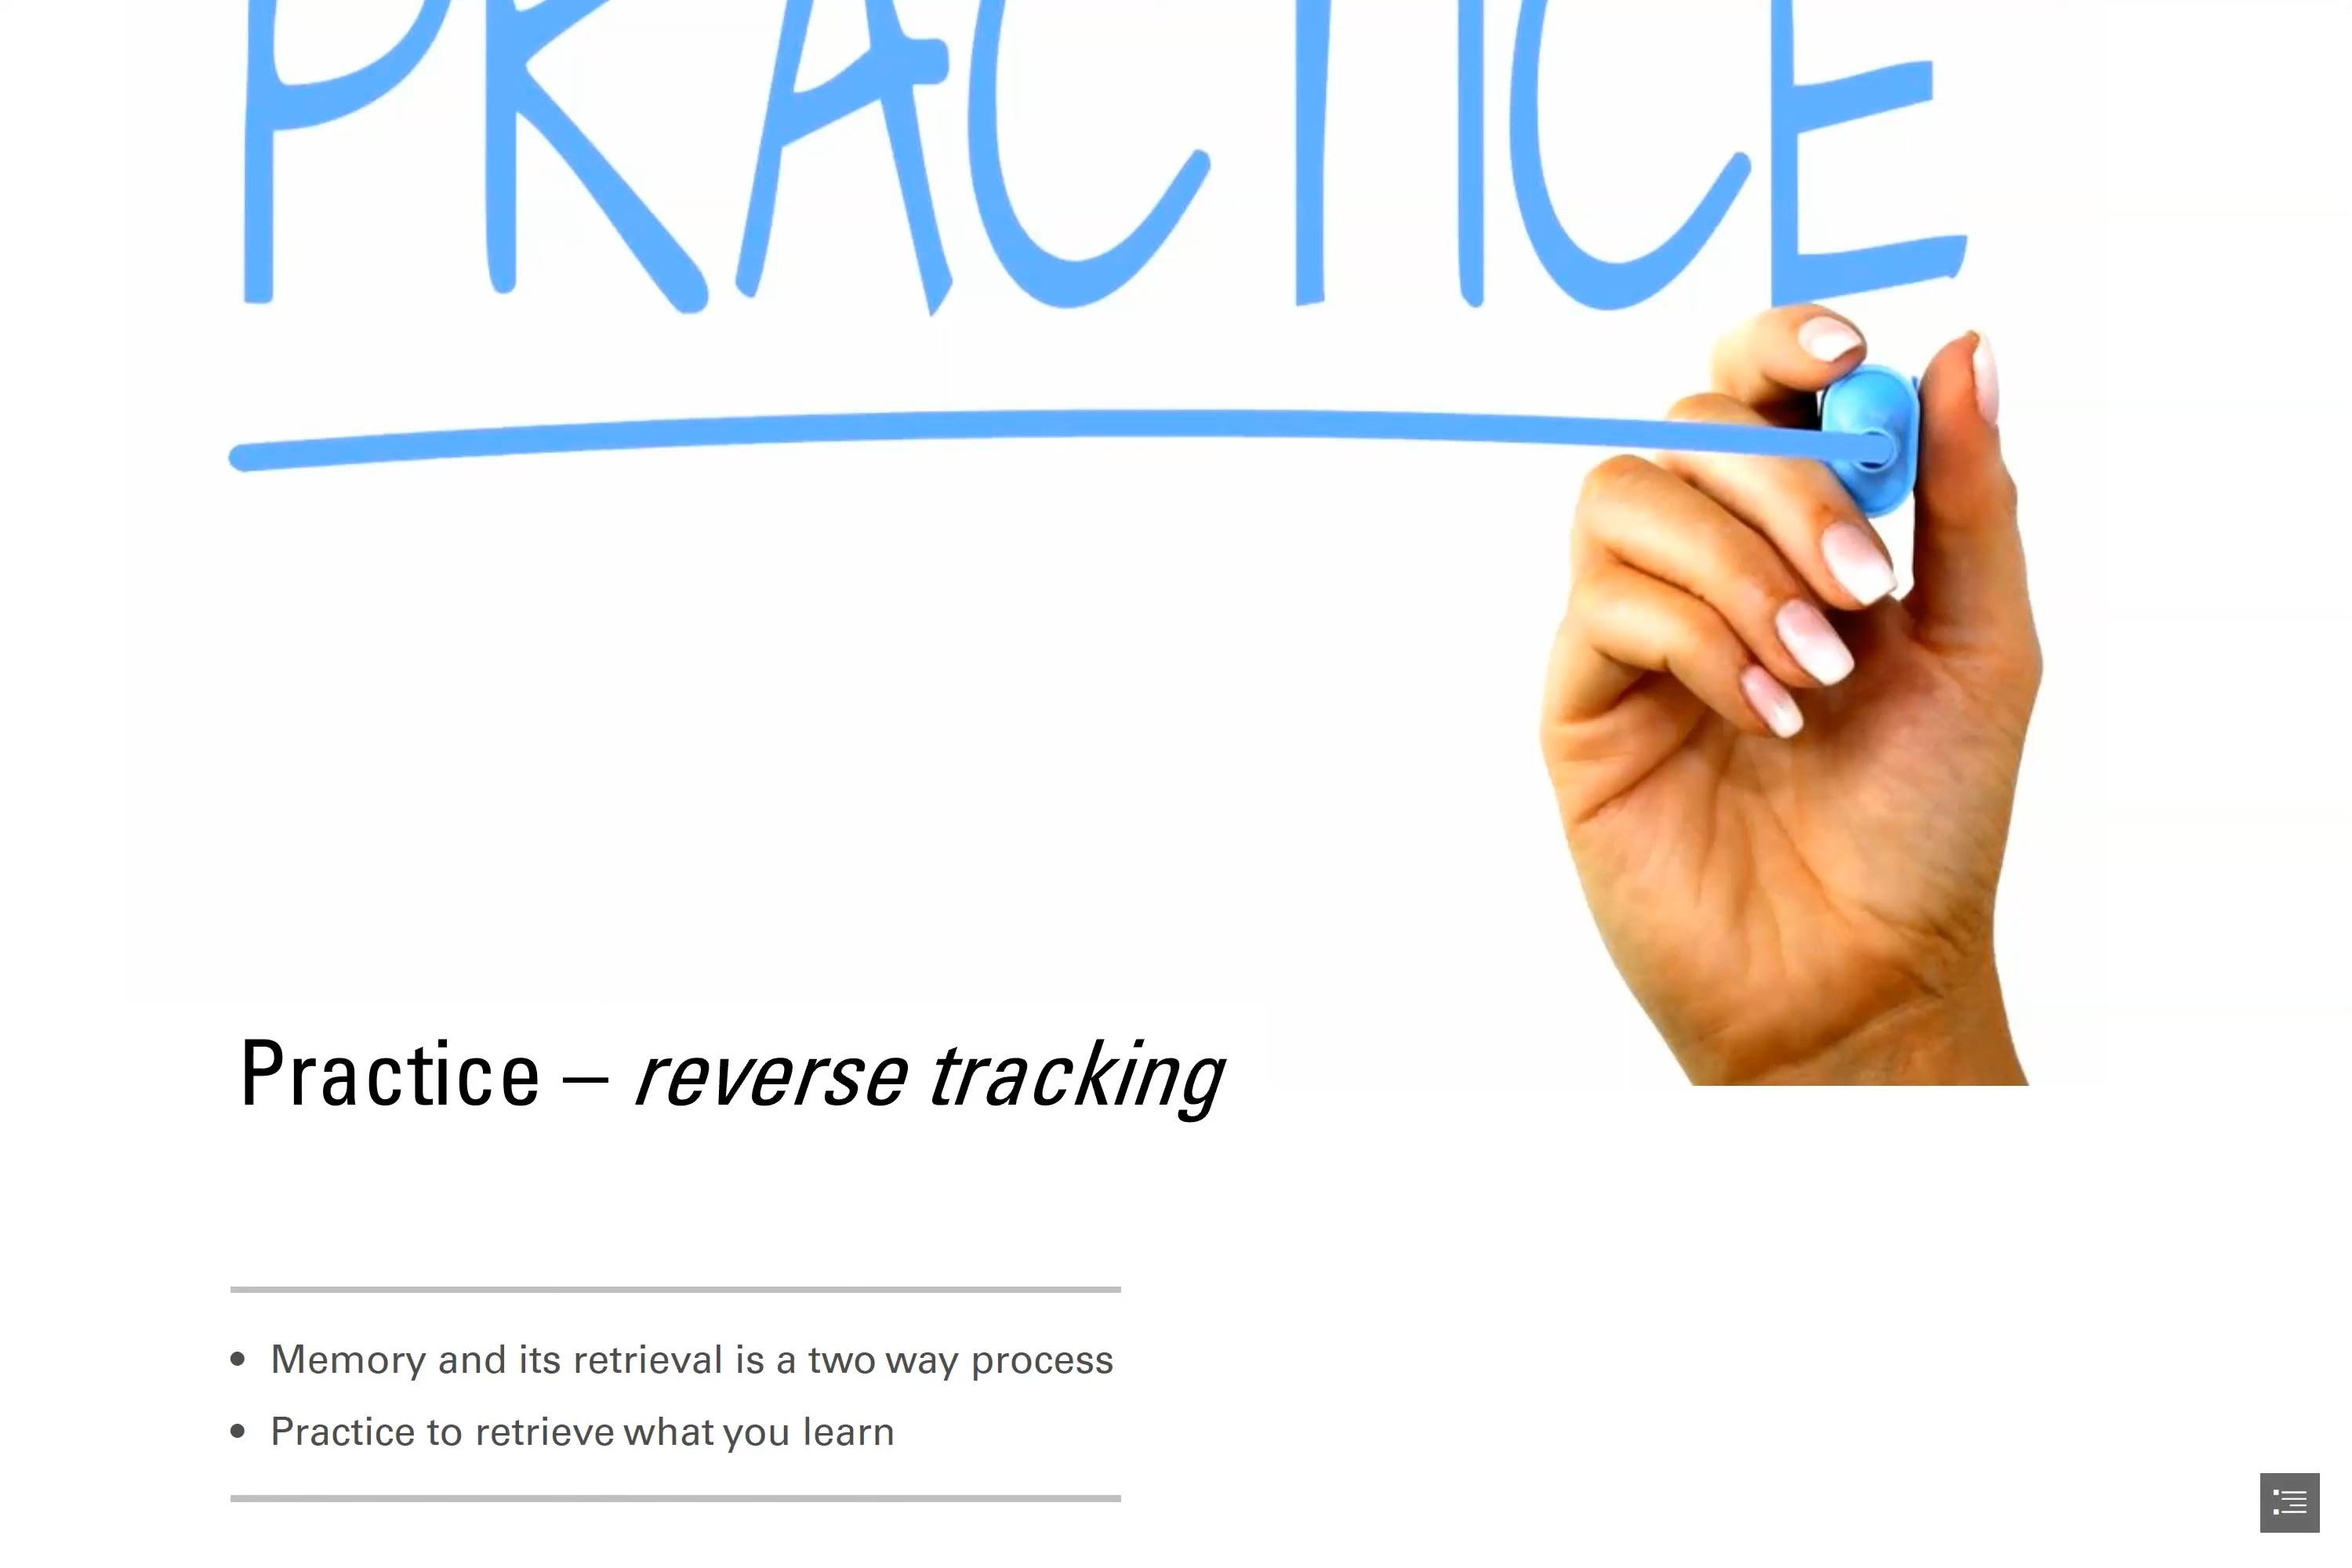 PRACTICE
Practice – reverse tracking
• Memory and its retrieval is a two way process
• Practice to retrieve what you learn